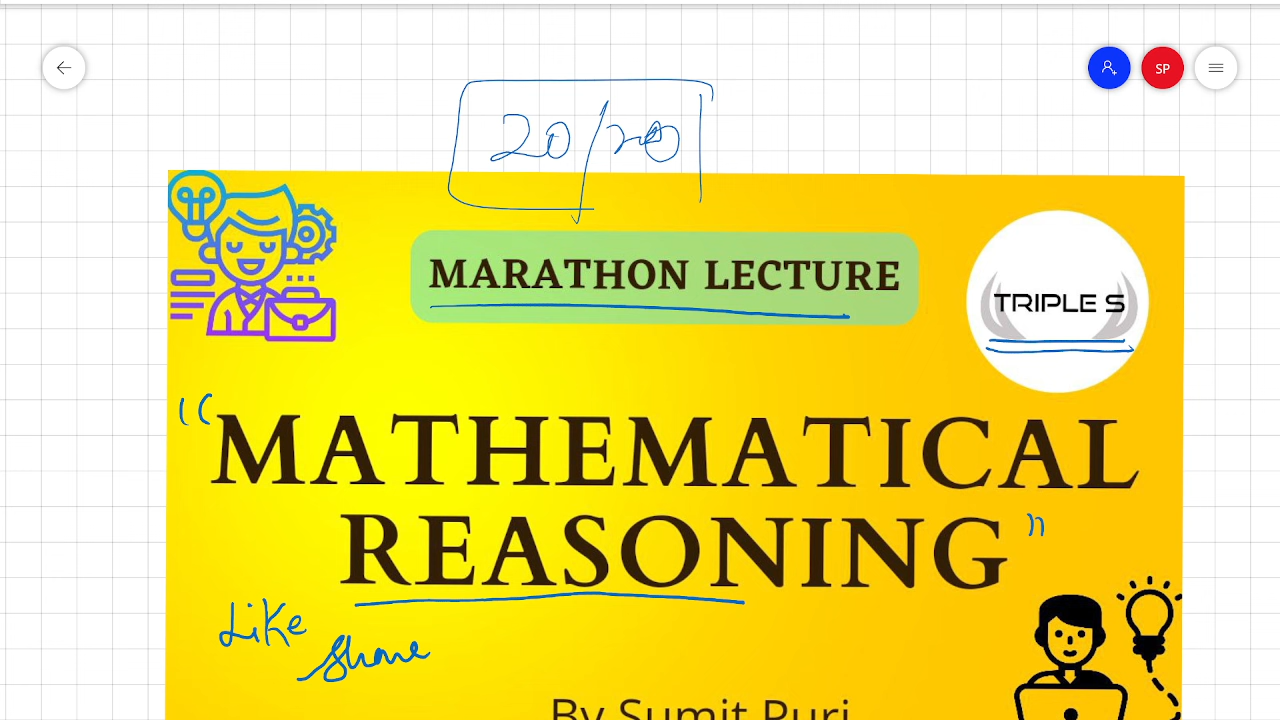 SP
20/20
MARATHON LECTURE
TRIPLE S
"MATHEMATICAL
REASONING"
Like
Share
By Sumit Puri